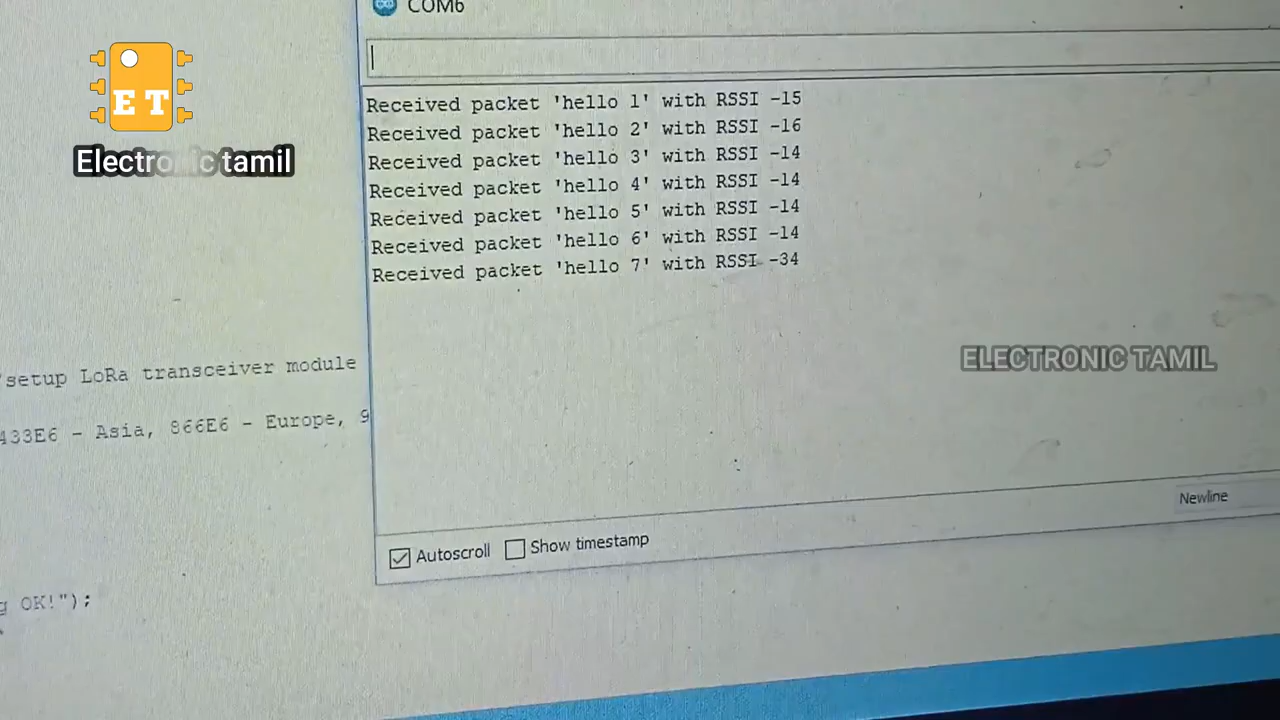 COM6
E T
Electronic tamil
Received packet 'hello 1' with RSSI -15
Received packet 'hello 2' with RSSI -16
Received packet 'hello 3' with RSSI -14
Received packet 'hello 4' with RSSI -14
Received packet 'hello 5' with RSSI -14
Received packet 'hello 6' with RSSI -14
Received packet 'hello 7' with RSSI -34
ELECTRONIC TAMIL
setup LoRa transceiver module
433E6 - Asia, 866E6 - Europe, 9
Newline
Autoscroll
Show timestamp
g OK!");